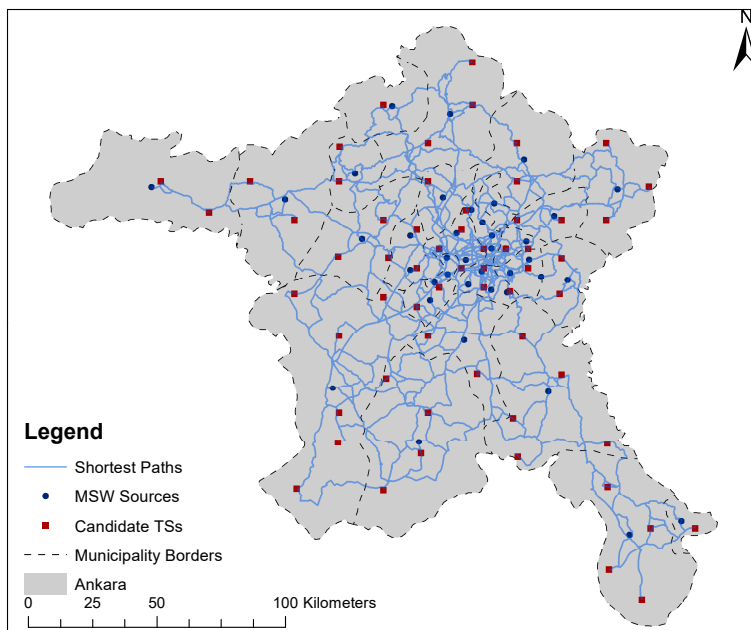 N
Legend
Shortest Paths
MSW Sources
Candidate TSs
Municipality Borders
Ankara
0 25 50 100 Kilometers